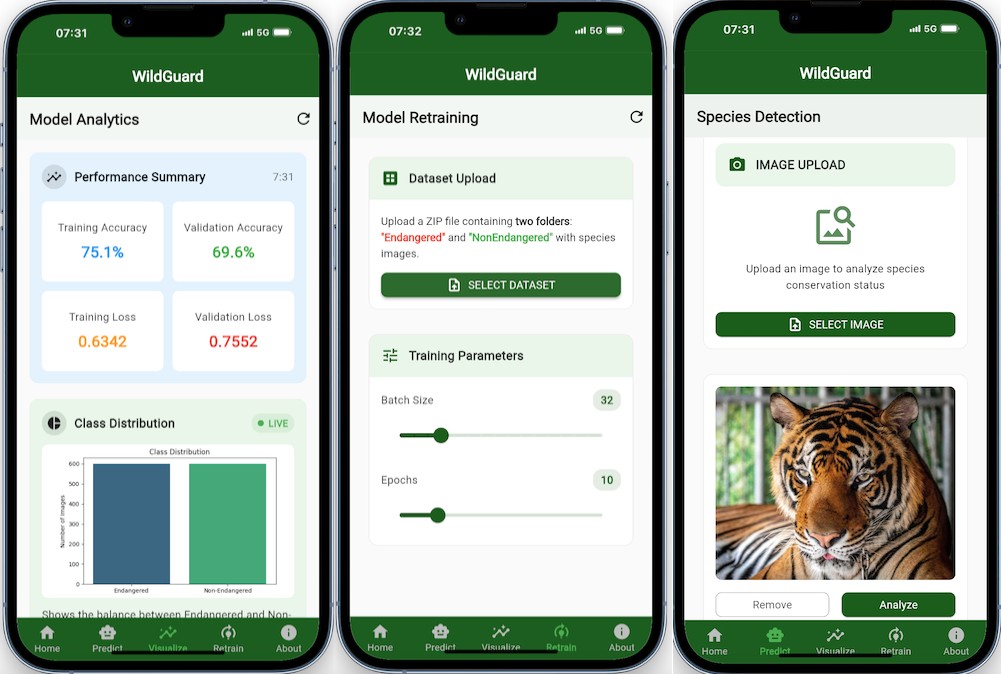 07:31
5G
WildGuard
Model Analytics
Performance Summary
7:31
Training Accuracy
75.1%
Validation Accuracy
69.6%
Training Loss
0.6342
Validation Loss
0.7552
Class Distribution
LIVE
Class Distribution
600
500
400
300
200
100
0
Number of Images
Endangered
Non-Endangered
Shows the balance between Endangered and Non-
Home
Predict
Visualize
Retrain
About
07:32
5G
WildGuard
Model Retraining
Dataset Upload
Upload a ZIP file containing two folders:
"Endangered" and "NonEndangered" with species
images.
SELECT DATASET
Training Parameters
Batch Size
32
Epochs
10
Home
Predict
Visualize
Retrain
About
07:31
5G
WildGuard
Species Detection
IMAGE UPLOAD
Upload an image to analyze species
conservation status
SELECT IMAGE
Remove
Analyze
Home
Predict
Visualize
Retrain
About